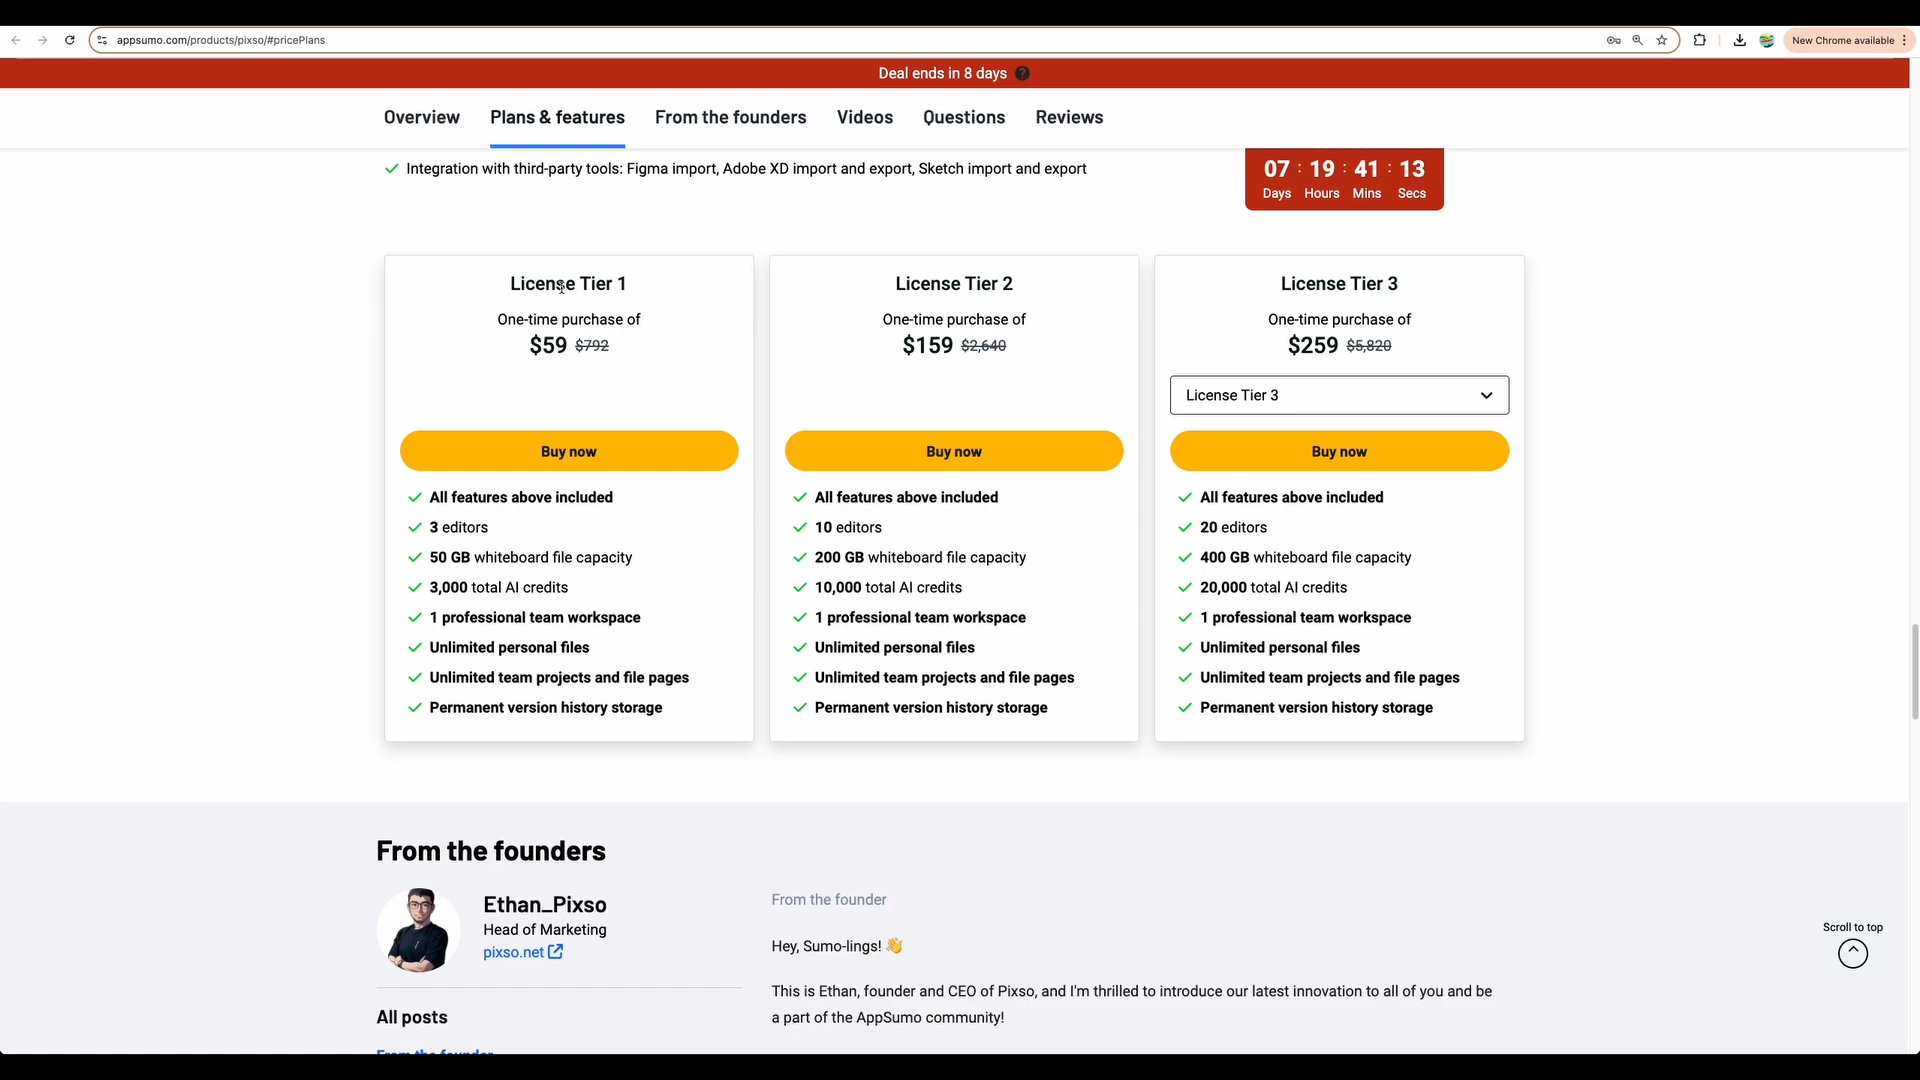 appsumo.com/products/pixso/#pricePlans
New Chrome available
Deal ends in 8 days ?
Overview Plans & features From the founders Videos Questions Reviews
Integration with third-party tools: Figma import, Adobe XD import and export, Sketch import and export
07 : 19 : 41 : 13
Days Hours Mins Secs
License Tier 1
One-time purchase of
$59 $792
Buy now
All features above included
3 editors
50 GB whiteboard file capacity
3,000 total AI credits
1 professional team workspace
Unlimited personal files
Unlimited team projects and file pages
Permanent version history storage
License Tier 2
One-time purchase of
$159 $2,640
Buy now
All features above included
10 editors
200 GB whiteboard file capacity
10,000 total AI credits
1 professional team workspace
Unlimited personal files
Unlimited team projects and file pages
Permanent version history storage
License Tier 3
One-time purchase of
$259 $5,820
License Tier 3
Buy now
All features above included
20 editors
400 GB whiteboard file capacity
20,000 total AI credits
1 professional team workspace
Unlimited personal files
Unlimited team projects and file pages
Permanent version history storage
From the founders
Ethan_Pixso
Head of Marketing
pixso.net
All posts
From the founder
From the founder
Hey, Sumo-lings! 👋
This is Ethan, founder and CEO of Pixso, and I'm thrilled to introduce our latest innovation to all of you and be
a part of the AppSumo community!
Scroll to top